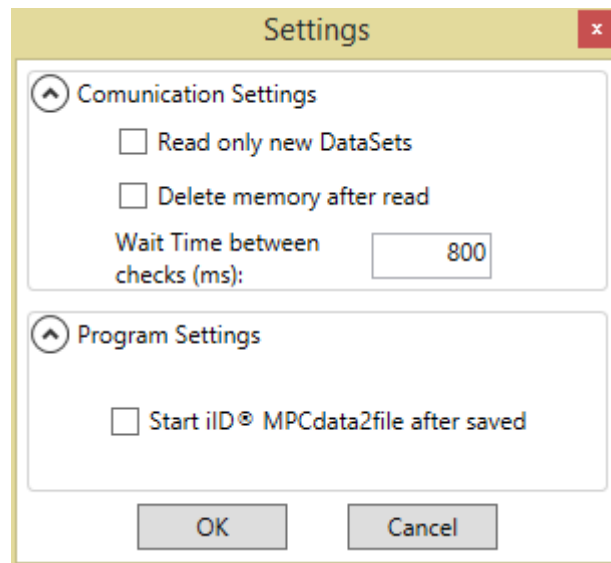 Settings
x
Comunication Settings
Read only new DataSets
Delete memory after read
Wait Time between
checks (ms):
800
Program Settings
Start iID® MPCdata2file after saved
OK
Cancel